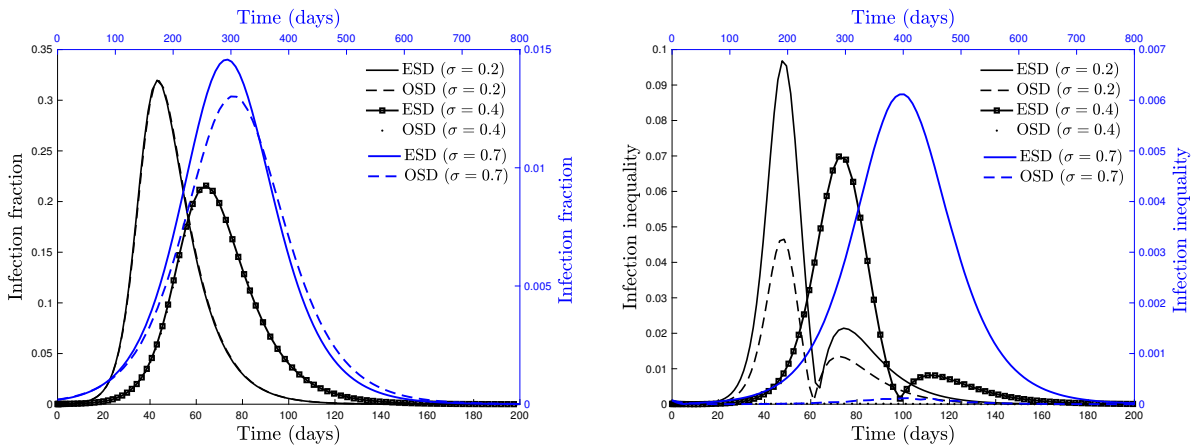 Time (days)
0 100 200 300 400 500 600 700 800
0.35 0.3 0.25 0.2 0.15 0.1 0.05 0
Infection fraction
ESD (σ = 0.2)
OSD (σ = 0.2)
ESD (σ = 0.4)
OSD (σ = 0.4)
ESD (σ = 0.7)
OSD (σ = 0.7)
0.015 0.01 0.005 0
Infection fraction
0 20 40 60 80 100 120 140 160 180 200
Time (days)
Time (days)
0 100 200 300 400 500 600 700 800
0.1 0.09 0.08 0.07 0.06 0.05 0.04 0.03 0.02 0.01 0
Infection inequality
ESD (σ = 0.2)
OSD (σ = 0.2)
ESD (σ = 0.4)
OSD (σ = 0.4)
ESD (σ = 0.7)
OSD (σ = 0.7)
0.007 0.006 0.005 0.004 0.003 0.002 0.001 0
Infection inequality
0 20 40 60 80 100 120 140 160 180 200
Time (days)